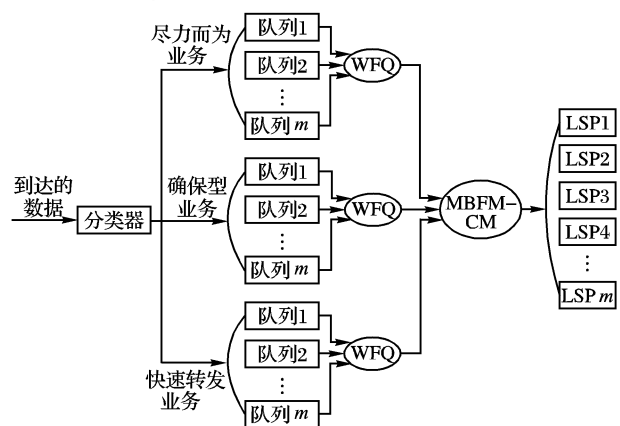 到达的
数据
分类器
尽力而为
业务
队列1
队列2
⋮
队列m
WFQ
确保型
业务
队列1
队列2
⋮
队列m
WFQ
快速转发
业务
队列1
队列2
⋮
队列m
WFQ
MBFM-
CM
LSP1
LSP2
LSP3
LSP4
⋮
LSPm